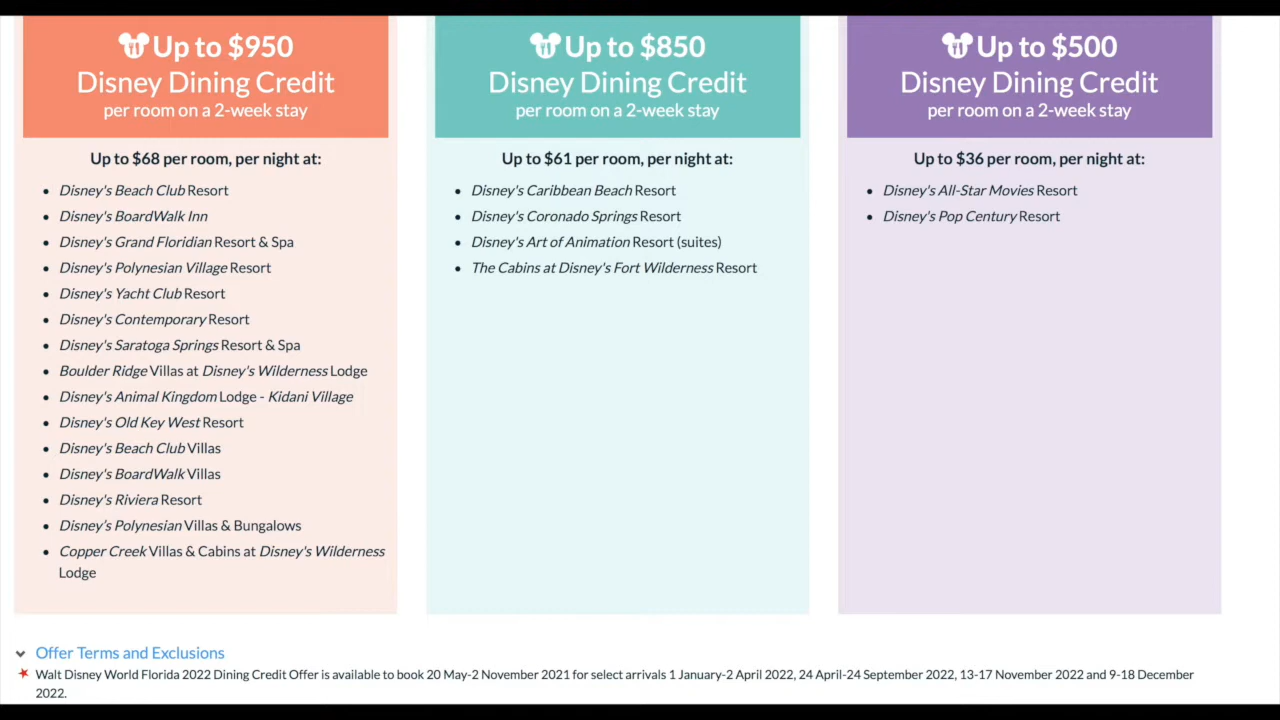 Up to $950
Disney Dining Credit
per room on a 2-week stay
Up to $68 per room, per night at:
• Disney's Beach Club Resort
• Disney's BoardWalk Inn
• Disney's Grand Floridian Resort & Spa
• Disney's Polynesian Village Resort
• Disney's Yacht Club Resort
• Disney's Contemporary Resort
• Disney's Saratoga Springs Resort & Spa
• Boulder Ridge Villas at Disney's Wilderness Lodge
• Disney's Animal Kingdom Lodge - Kidani Village
• Disney's Old Key West Resort
• Disney's Beach Club Villas
• Disney's BoardWalk Villas
• Disney's Riviera Resort
• Disney's Polynesian Villas & Bungalows
• Copper Creek Villas & Cabins at Disney's Wilderness
Lodge
Up to $850
Disney Dining Credit
per room on a 2-week stay
Up to $61 per room, per night at:
• Disney's Caribbean Beach Resort
• Disney's Coronado Springs Resort
• Disney's Art of Animation Resort (suites)
• The Cabins at Disney's Fort Wilderness Resort
Up to $500
Disney Dining Credit
per room on a 2-week stay
Up to $36 per room, per night at:
• Disney's All-Star Movies Resort
• Disney's Pop Century Resort
Offer Terms and Exclusions
Walt Disney World Florida 2022 Dining Credit Offer is available to book 20 May-2 November 2021 for select arrivals 1 January-2 April 2022, 24 April-24 September 2022, 13-17 November 2022 and 9-18 December
2022.